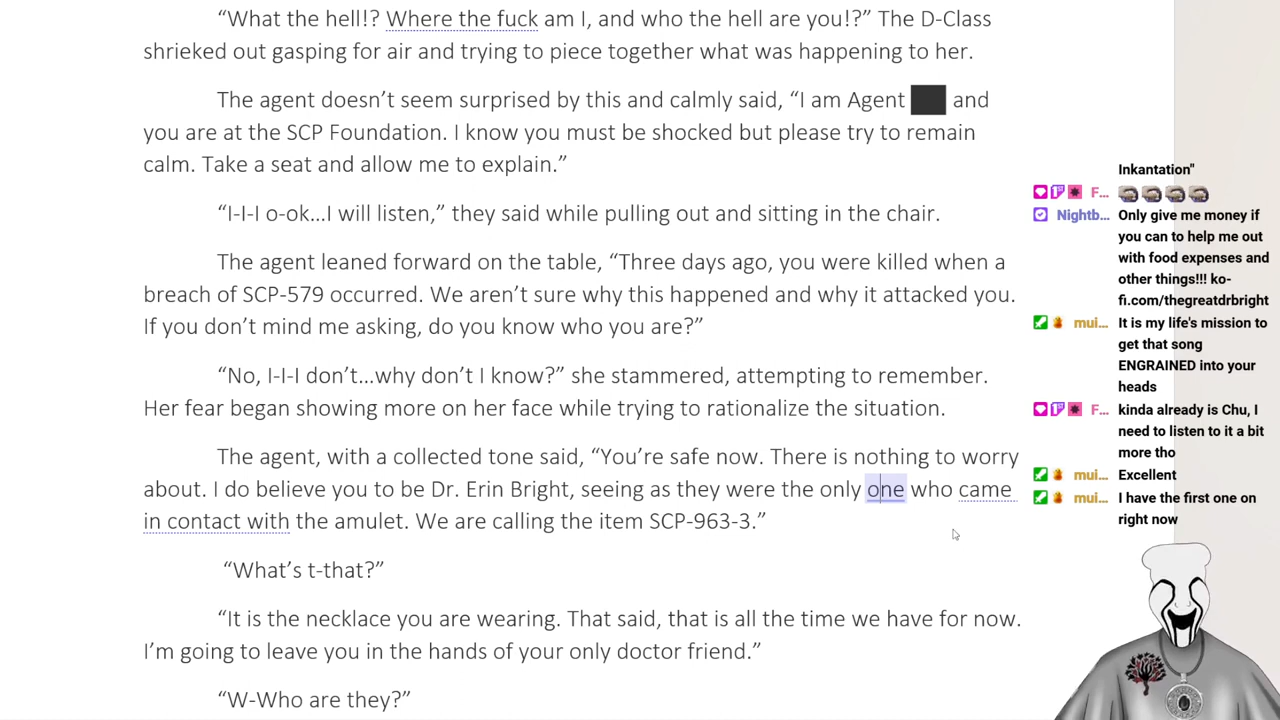 “What the hell!? Where the fuck am I, and who the hell are you!?” The D-Class
shrieked out gasping for air and trying to piece together what was happening to her.
The agent doesn’t seem surprised by this and calmly said, “I am Agent and
you are at the SCP Foundation. I know you must be shocked but please try to remain
calm. Take a seat and allow me to explain.”
“I-I-I o-ok…I will listen,” they said while pulling out and sitting in the chair.
The agent leaned forward on the table, “Three days ago, you were killed when a
breach of SCP-579 occurred. We aren’t sure why this happened and why it attacked you.
If you don’t mind me asking, do you know who you are?”
“No, I-I-I don’t…why don’t I know?” she stammered, attempting to remember.
Her fear began showing more on her face while trying to rationalize the situation.
The agent, with a collected tone said, “You’re safe now. There is nothing to worry
about. I do believe you to be Dr. Erin Bright, seeing as they were the only one who came
in contact with the amulet. We are calling the item SCP-963-3.”
“What’s t-that?”
“It is the necklace you are wearing. That said, that is all the time we have for now.
I’m going to leave you in the hands of your only doctor friend.”
“W-Who are they?”
Inkantation"
F...
Nightb... Only give me money if
you can to help me out
with food expenses and
other things!!! ko-
fi.com/thegreatdrbright
mui... It is my life's mission to
get that song
ENGRAINED into your
heads
F... kinda already is Chu, I
need to listen to it a bit
more tho
mui... Excellent
mui... I have the first one on
right now